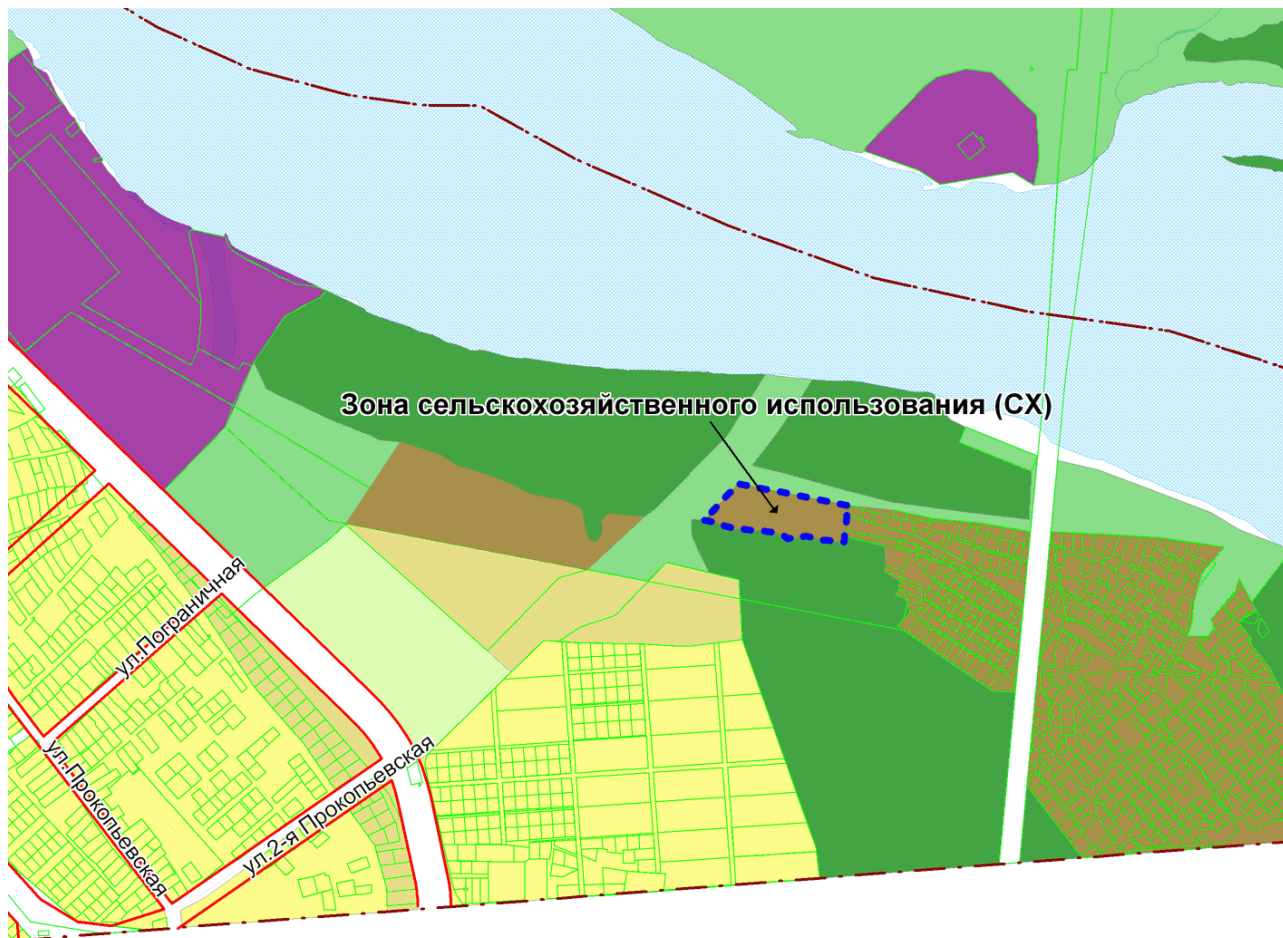 Зона сельскохозяйственного использования (СХ)
ул.Пограничная
ул.Прокопьевская
ул.2-я Прокопьевская